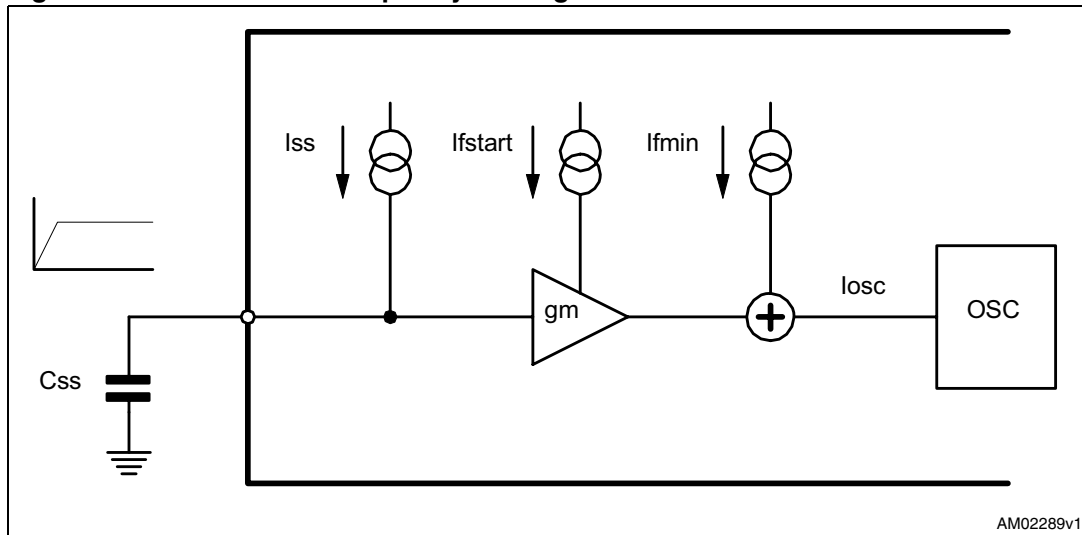 Iss
Ifstart
Ifmin
gm
+
Iosc
OSC
Css
AM02289v1